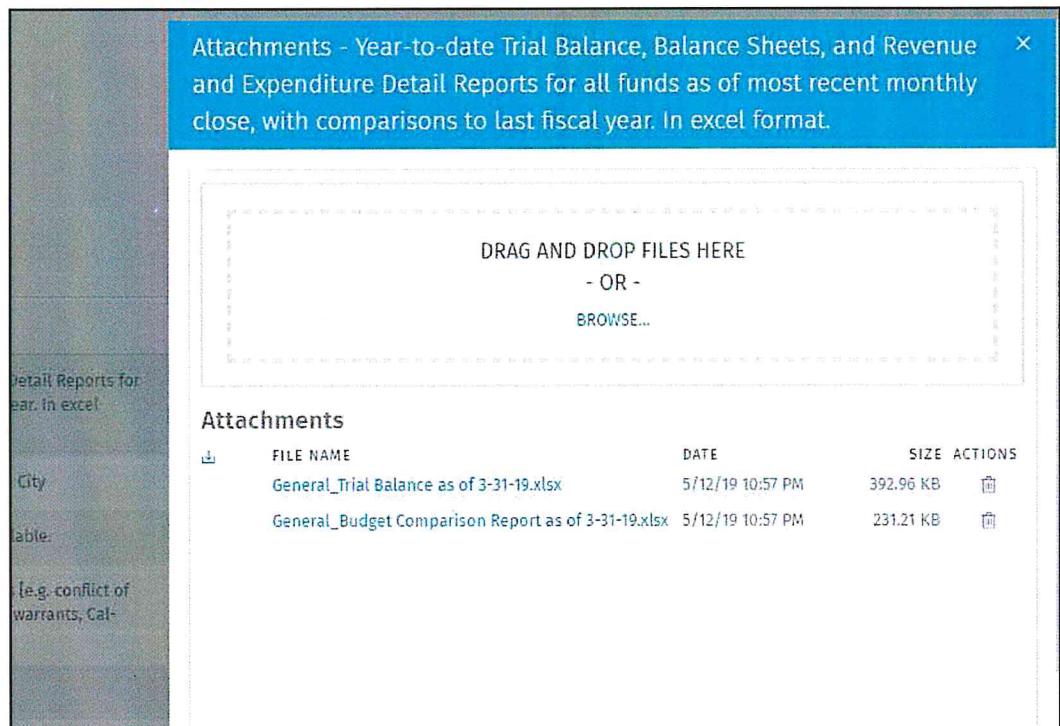 Attachments - Year-to-date Trial Balance, Balance Sheets, and Revenue ×
and Expenditure Detail Reports for all funds as of most recent monthly
close, with comparisons to last fiscal year. In excel format.
DRAG AND DROP FILES HERE
- OR -
BROWSE...
Detail Reports for
ear. In excel
City
lable.
s [e.g. conflict of
warrants, Cal-
Attachments
FILE NAME DATE SIZE ACTIONS
General_Trial Balance as of 3-31-19.xlsx 5/12/19 10:57 PM 392.96 KB
General_Budget Comparison Report as of 3-31-19.xlsx 5/12/19 10:57 PM 231.21 KB